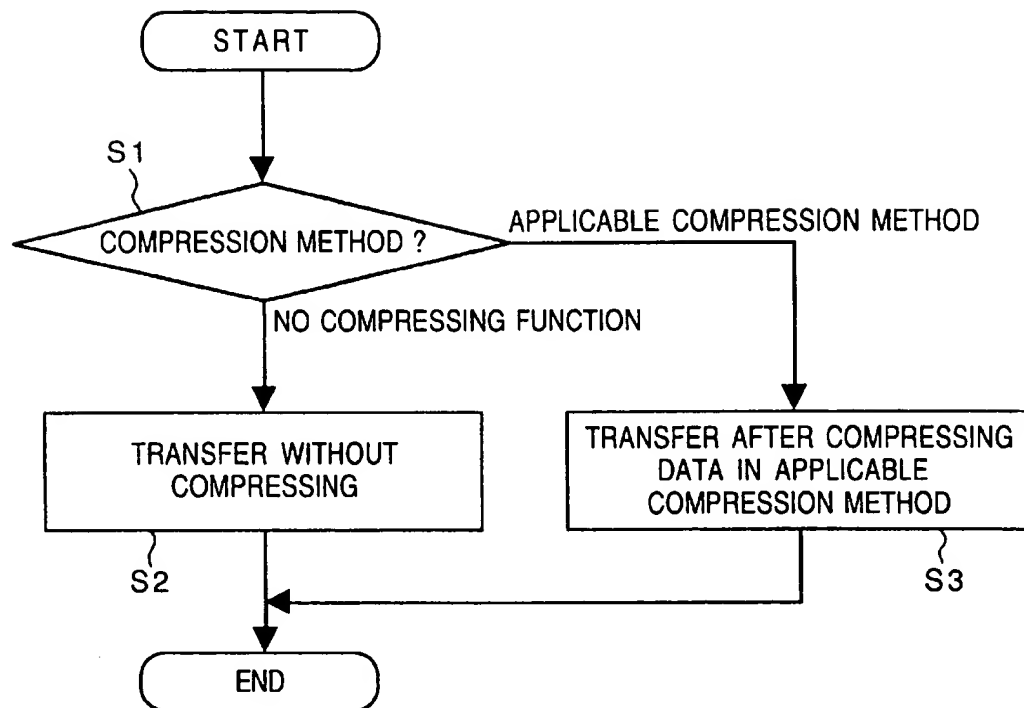 START
S1
COMPRESSION METHOD ?
APPLICABLE COMPRESSION METHOD
NO COMPRESSING FUNCTION
TRANSFER WITHOUT
COMPRESSING
S2
TRANSFER AFTER COMPRESSING
DATA IN APPLICABLE
COMPRESSION METHOD
S3
END